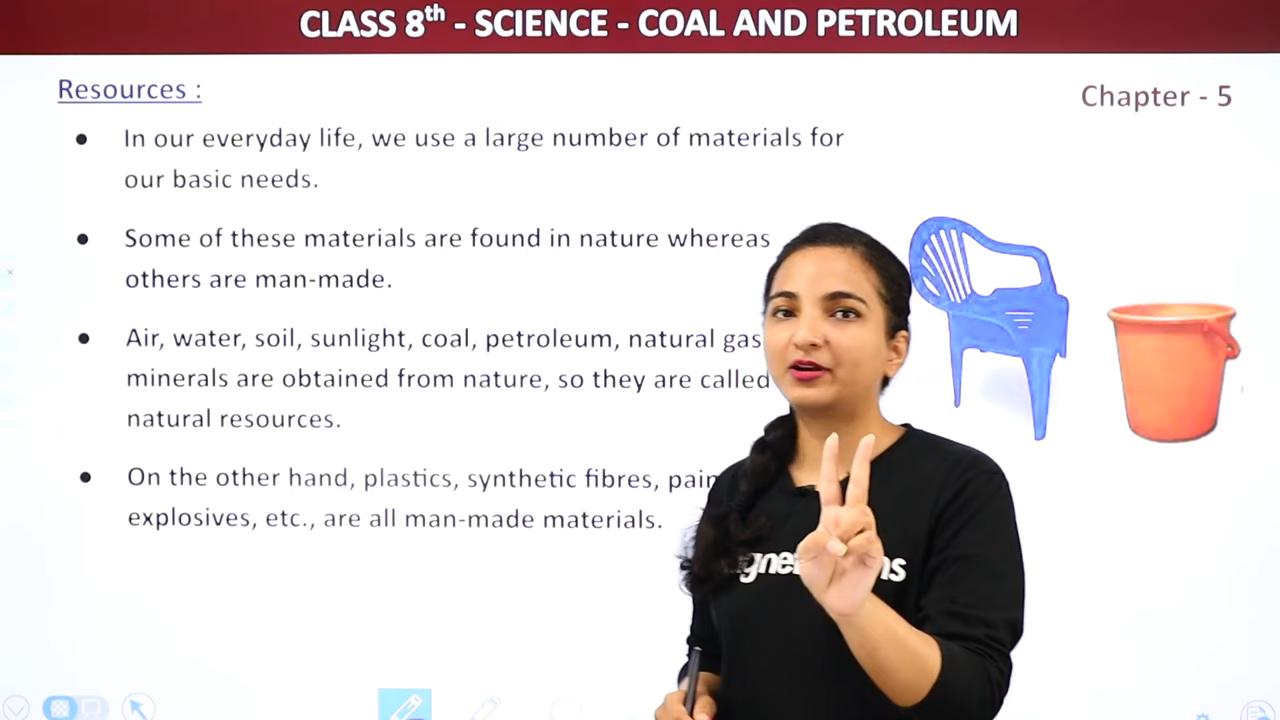 CLASS 8th - SCIENCE - COAL AND PETROLEUM
Resources :
Chapter - 5
● In our everyday life, we use a large number of materials for
our basic needs.
● Some of these materials are found in nature whereas
others are man-made.
● Air, water, soil, sunlight, coal, petroleum, natural gas
minerals are obtained from nature, so they are called
natural resources.
● On the other hand, plastics, synthetic fibres,
explosives, etc., are all man-made materials.